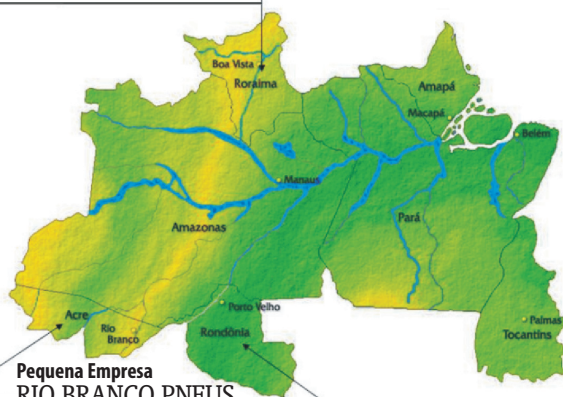 Boa Vista
Roraima
Amapá
Macapá
Belém
Manaus
Amazonas
Pará
Acre
Rio
Branco
Porto Velho
Rondônia
Palmas
Tocantins
Pequena Empresa
RIO BRANCO PNEUS